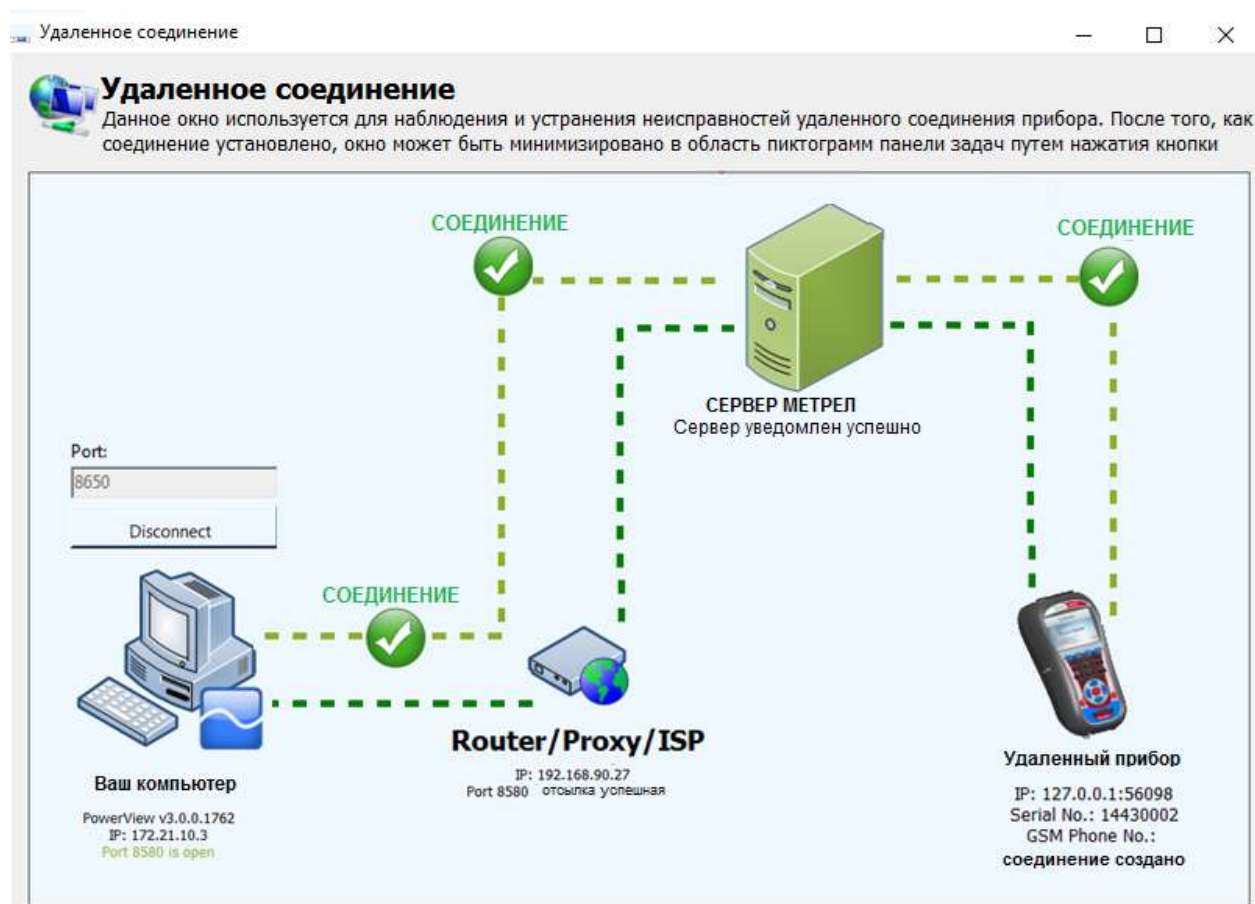 Удаленное соединение
Удаленное соединение
Данное окно используется для наблюдения и устранения неисправностей удаленного соединения прибора. После того, как
соединение установлено, окно может быть минимизировано в область пиктограмм панели задач путем нажатия кнопки
СОЕДИНЕНИЕ
СОЕДИНЕНИЕ
СЕРВЕР МЕТРЕЛ
Сервер уведомлен успешно
Port:
8650
Disconnect
СОЕДИНЕНИЕ
Ваш компьютер
PowerView v3.0.0.1762
IP: 172.21.10.3
Port 8580 is open
Router/Proxy/ISP
IP: 192.168.90.27
Port 8580 отсылка успешная
Удаленный прибор
IP: 127.0.0.1:56098
Serial No.: 14430002
GSM Phone No.:
соединение создано